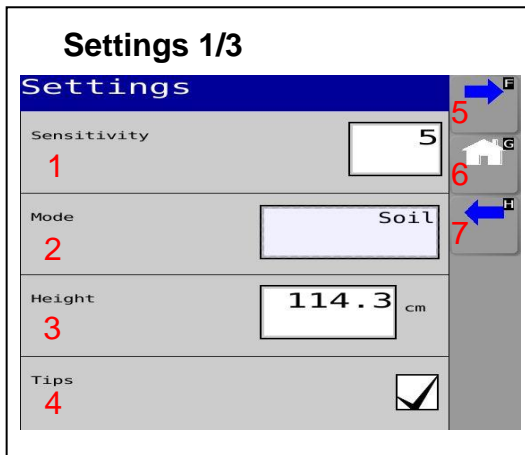 Settings 1/3
Settings
F
5
Sensitivity
5
1
G
6
Mode
Soil
2
H
7
Height
114.3 cm
3
Tips
4